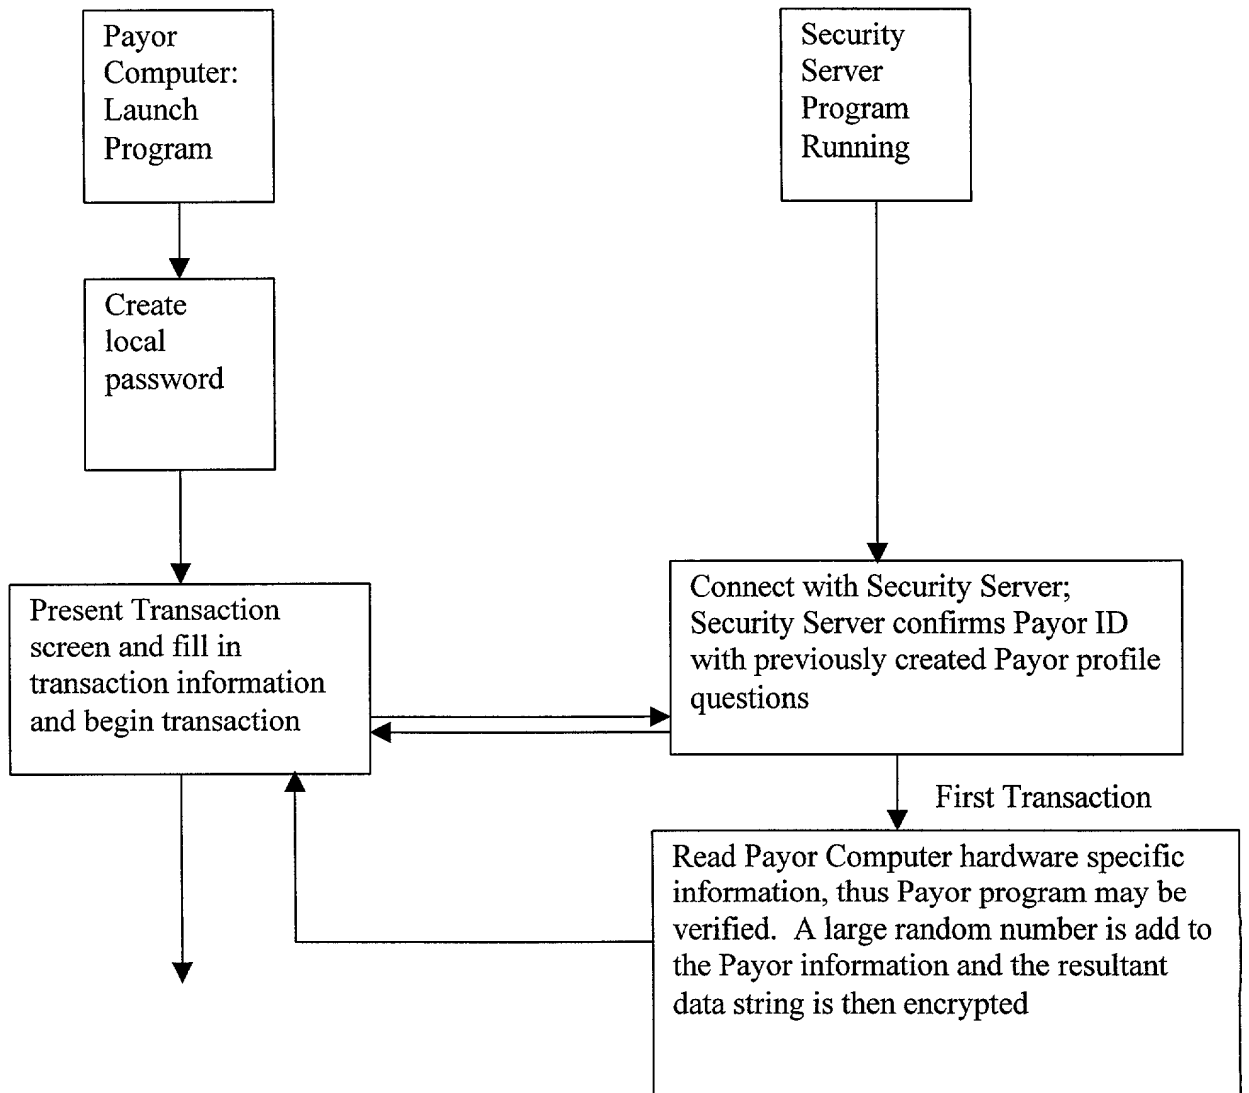 Payor
Computer:
Launch
Program
Security
Server
Program
Running
Create
local
password
Present Transaction
screen and fill in
transaction information
and begin transaction
Connect with Security Server;
Security Server confirms Payor ID
with previously created Payor profile
questions
First Transaction
Read Payor Computer hardware specific
information, thus Payor program may be
verified.  A large random number is add to
the Payor information and the resultant
data string is then encrypted